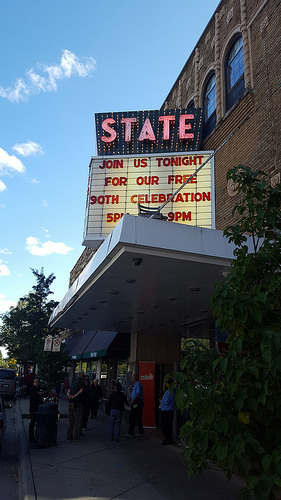 STATE
JOIN US TONIGHT
FOR OUR FREE
90TH CELEBRATION
9PM